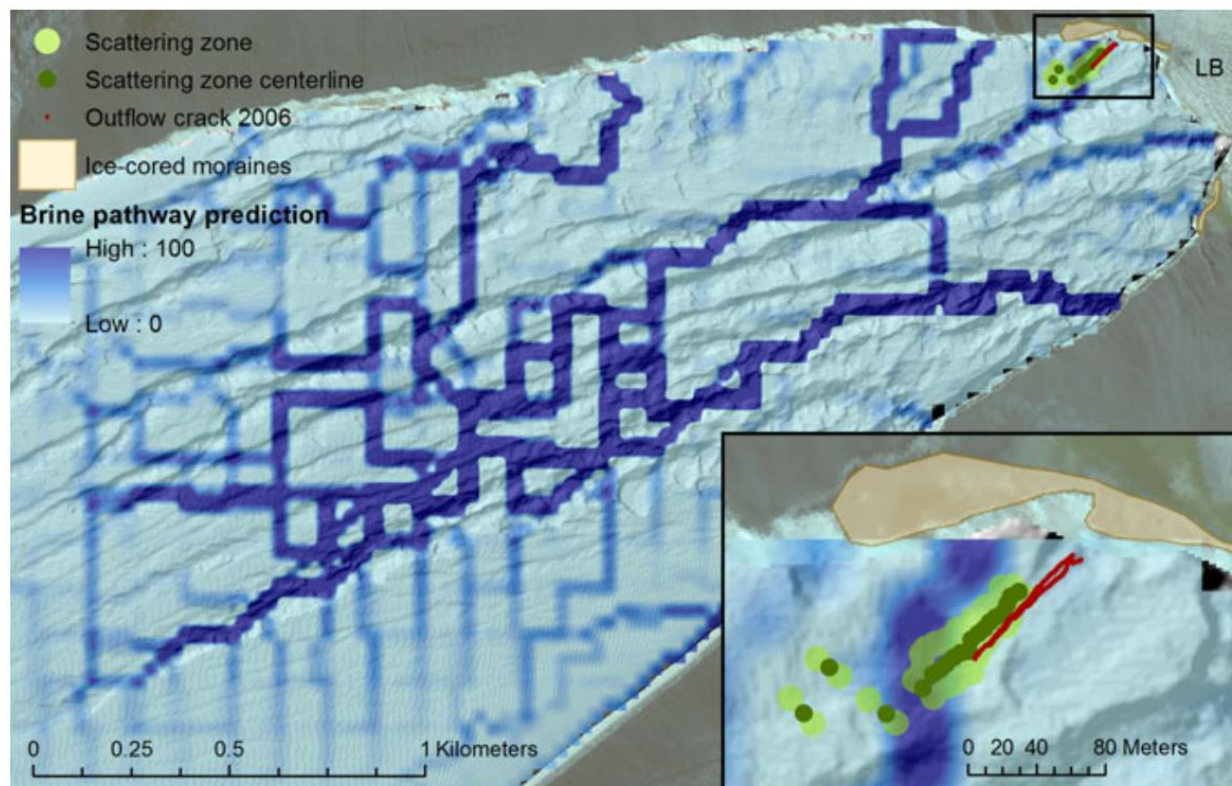 Scattering zone
Scattering zone centerline
Outflow crack 2006
Ice-cored moraines
Brine pathway prediction
High : 100
Low : 0
LB
0 0.25 0.5 1 Kilometers
0 20 40 80 Meters